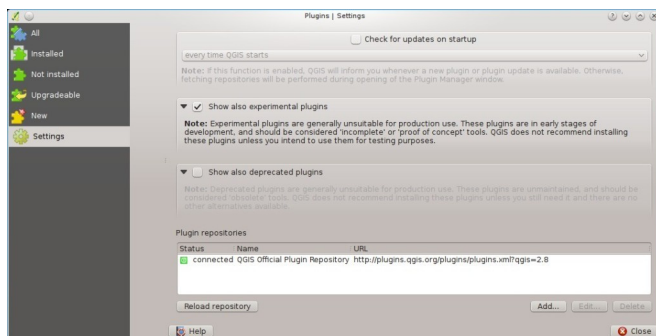 Plugins | Settings
All
Installed
Not installed
Upgradeable
New
Settings
Check for updates on startup
every time QGIS starts
Note: If this function is enabled, QGIS will inform you whenever a new plugin or plugin update is available. Otherwise,
fetching repositories will be performed during opening of the Plugin Manager window.
Show also experimental plugins
Note: Experimental plugins are generally unsuitable for production use. These plugins are in early stages of
development, and should be considered 'incomplete' or 'proof of concept' tools. QGIS does not recommend installing
these plugins unless you intend to use them for testing purposes.
Show also deprecated plugins
Note: Deprecated plugins are generally unsuitable for production use. These plugins are unmaintained, and should be
considered 'obsolete' tools. QGIS does not recommend installing these plugins unless you still need it and there are no
other alternatives available.
Plugin repositories
Status Name URL
connected QGIS Official Plugin Repository http://plugins.qgis.org/plugins/plugins.xml?qgis=2.8
Reload repository Add... Edit... Delete
Help Close